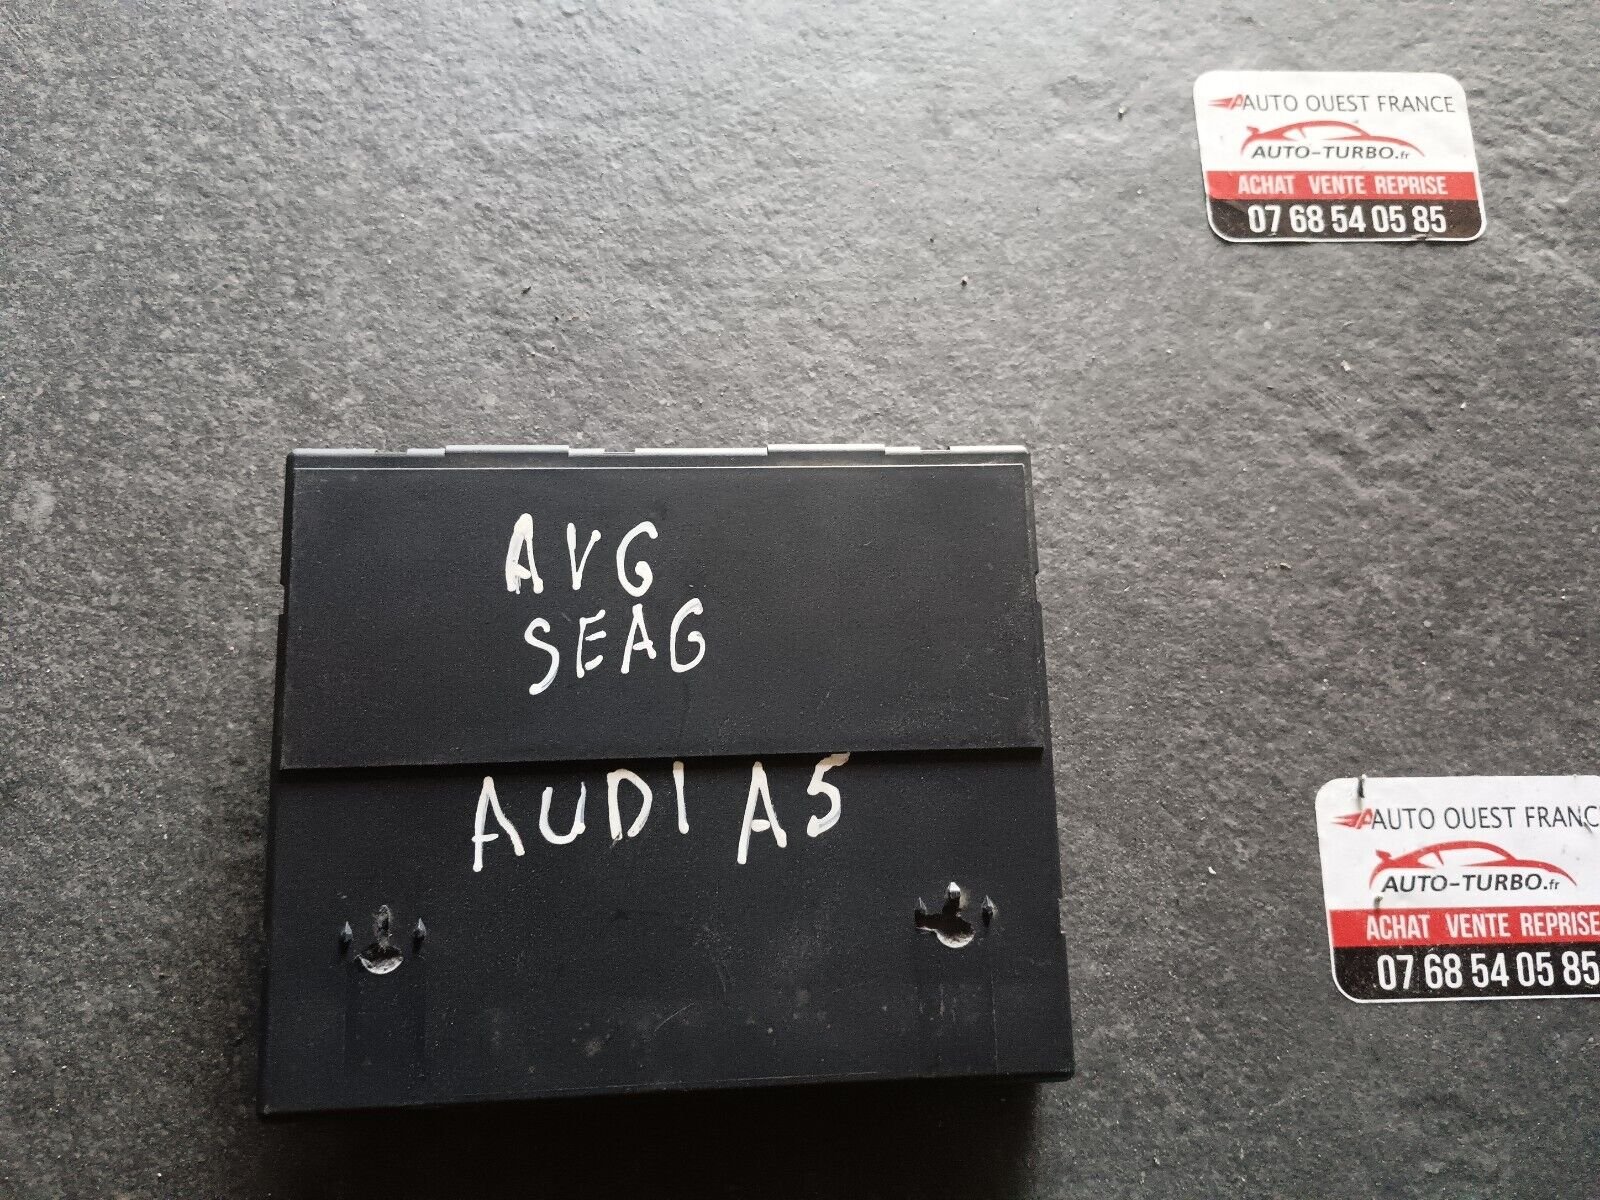 AUTO OUEST FRANCE
AUTO-TURBO.fr
ACHAT VENTE REPRISE
07 68 54 05 85
AVG
SEAG
AUDI A5
AUTO OUEST FRANC
AUTO-TURBO.fr
ACHAT VENTE REPRISE
07 68 54 05 85